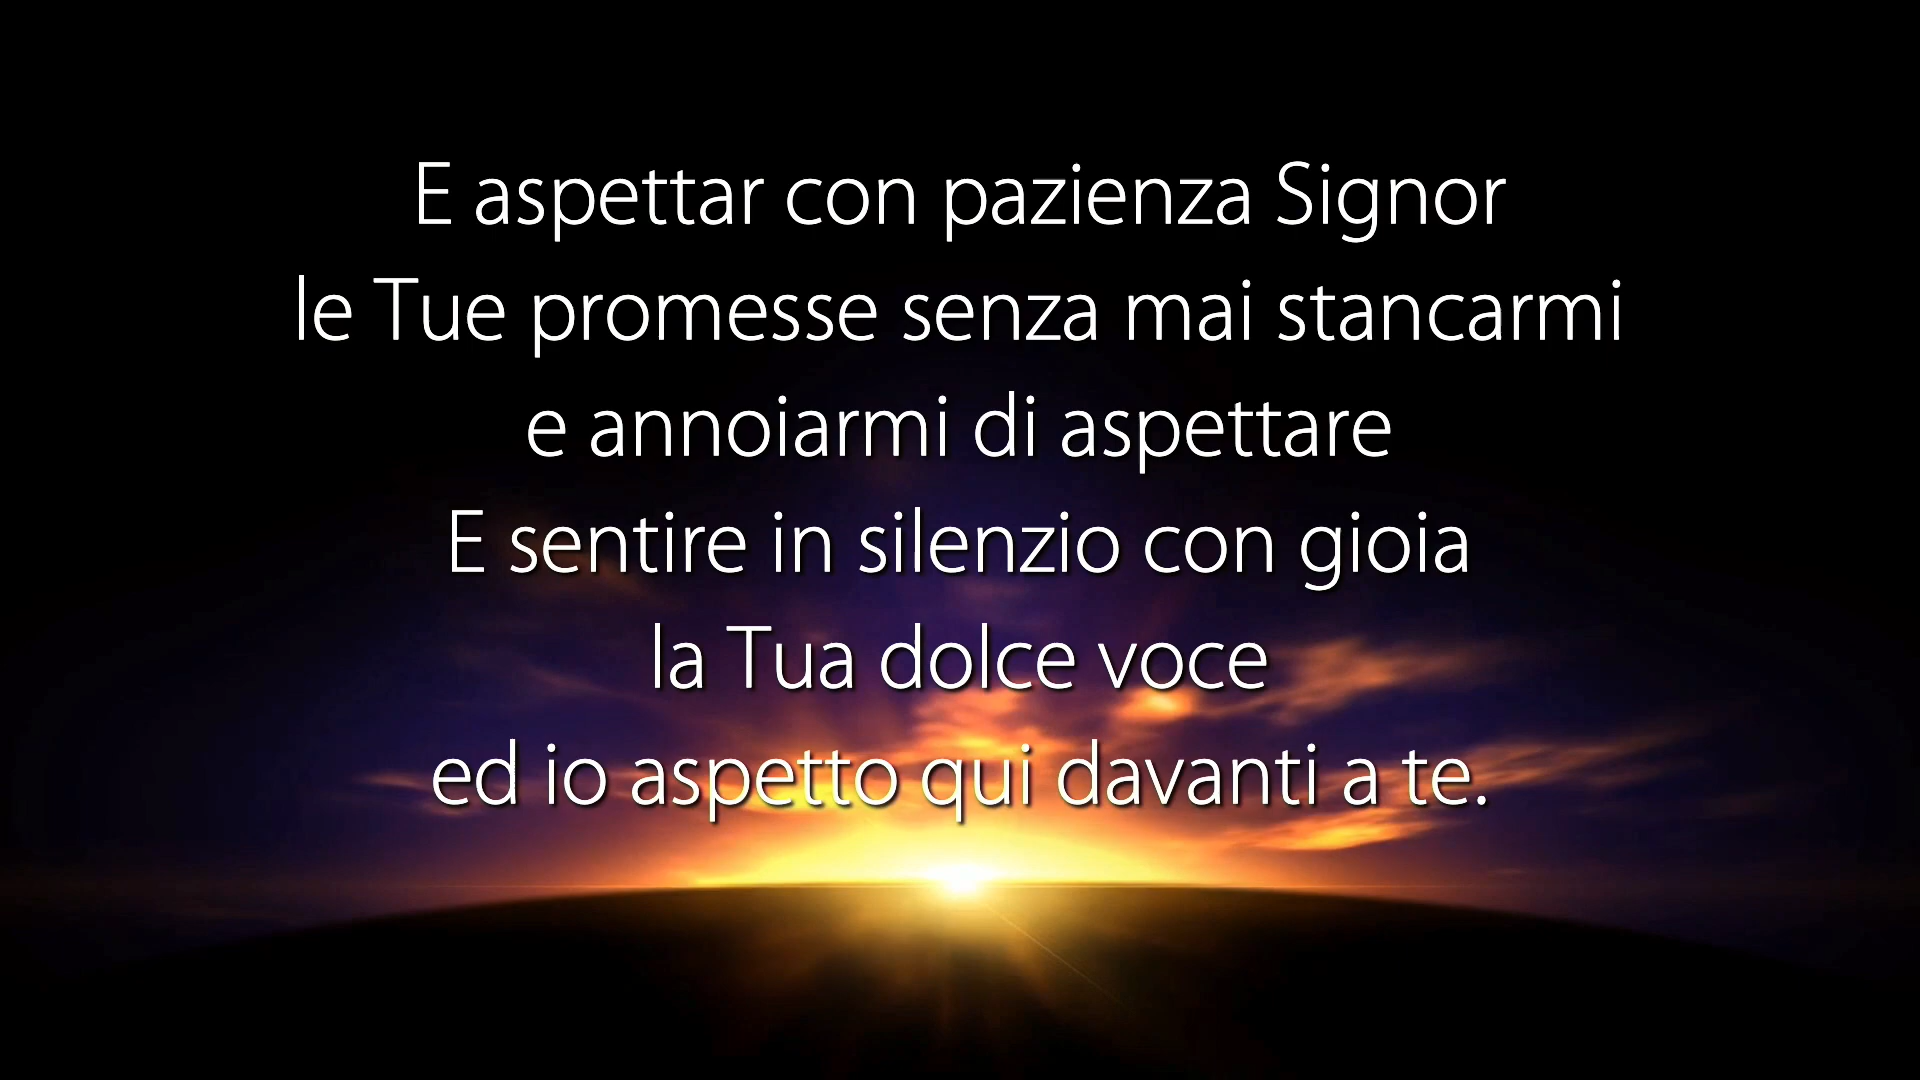 E aspettar con pazienza Signor
le Tue promesse senza mai stancarmi
e annoiarmi di aspettare
E sentire in silenzio con gioia
la Tua dolce voce
ed io aspetto qui davanti a te.